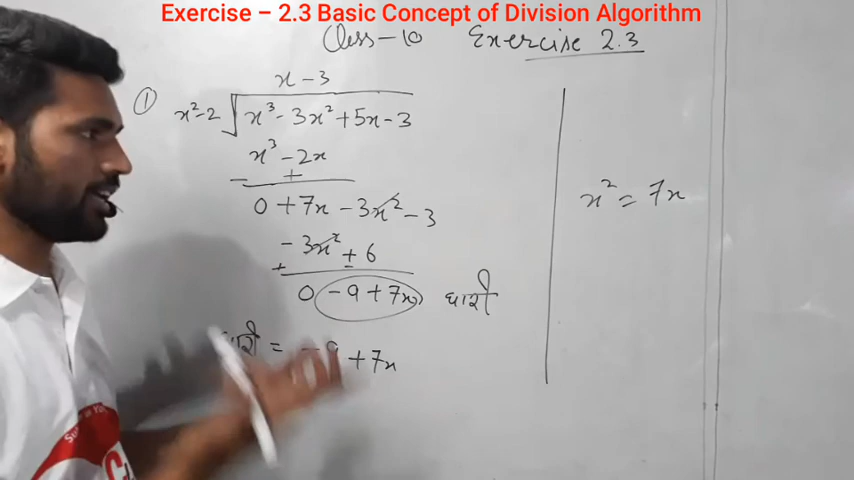 Exercise – 2.3 Basic Concept of Division Algorithm
Class-10 Exercise 2.3
x - 3
① x² - 2 x³ - 3x² + 5x - 3
x³ - 2x
- +
0 + 7x - 3x² - 3
x² = 7x
- 3x² + 6
+ -
0 - 9 + 7x
= - 9 + 7x